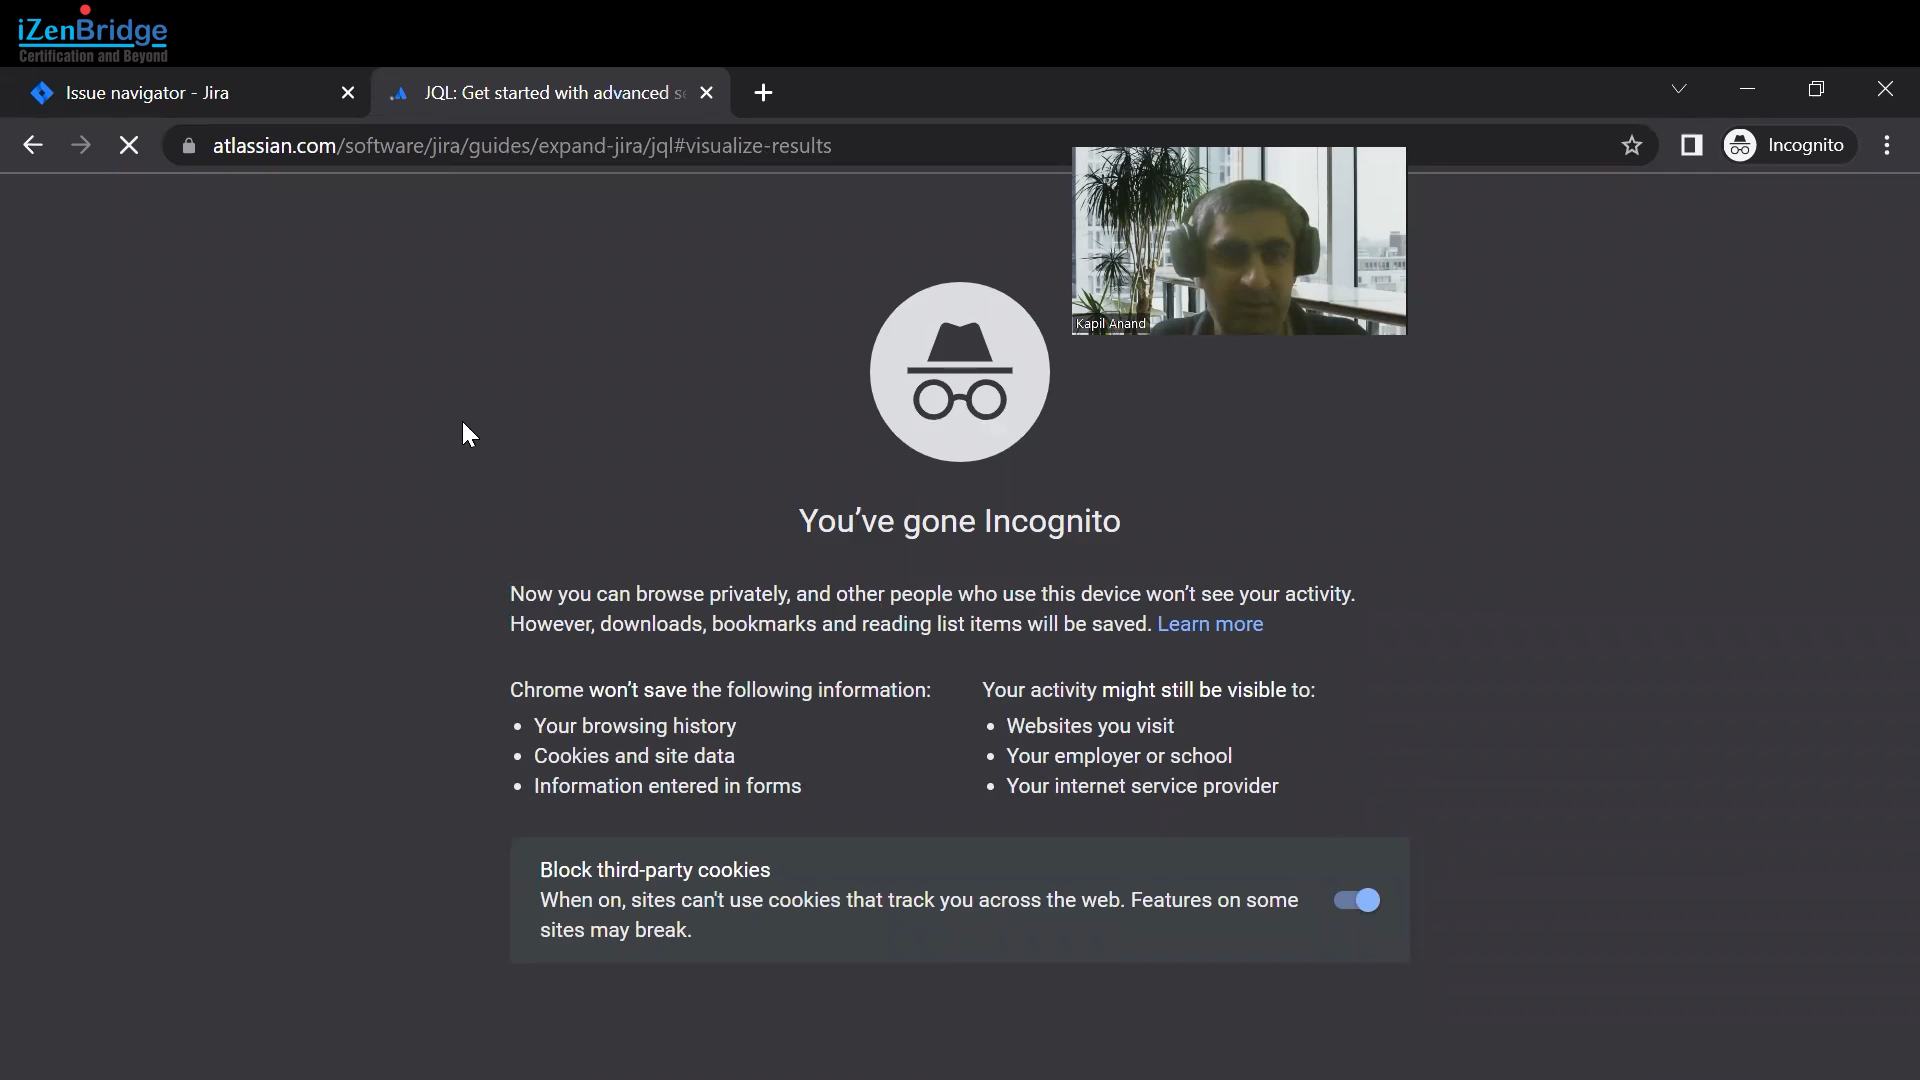 iZenBridge
Certification and Beyond
Issue navigator - Jira
JQL: Get started with advanced s
atlassian.com/software/jira/guides/expand-jira/jql#visualize-results
Incognito
Kapil Anand
You've gone Incognito
Now you can browse privately, and other people who use this device won't see your activity.
However, downloads, bookmarks and reading list items will be saved. Learn more
Chrome won't save the following information:
Your browsing history
Cookies and site data
Information entered in forms
Your activity might still be visible to:
Websites you visit
Your employer or school
Your internet service provider
Block third-party cookies
When on, sites can't use cookies that track you across the web. Features on some
sites may break.